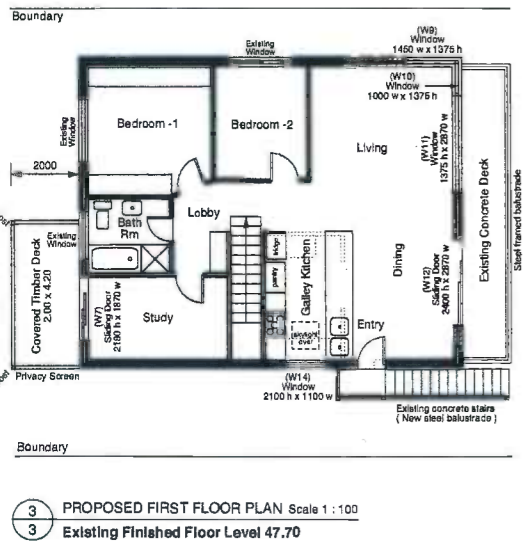 Boundary
(W9)
Window
1450 w x 1375 h
Existing
Window
(W10)
Window
1000 w x 1375 h
Existing
Window
Bedroom -1
Bedroom -2
Living
(W11)
Window
1375 h x 2870 w
2000
Existing Concrete Deck
Steel framed balustrade
Lobby
Bath
Rm
Existing
Window
Covered Timber Deck
2.00 x 4.20
(W7)
Sliding Door
2180 h x 1870 w
Study
fridge
pantry
Galley Kitchen
skylight
over
Dining
(W12)
Sliding Door
2400 h x 2870 w
Entry
Privacy Screen
(W14)
Window
2100 h x 1100 w
Existing concrete stairs
( New steel balustrade )
Boundary
3
3
PROPOSED FIRST FLOOR PLAN Scale 1 : 100
Existing Finished Floor Level 47.70